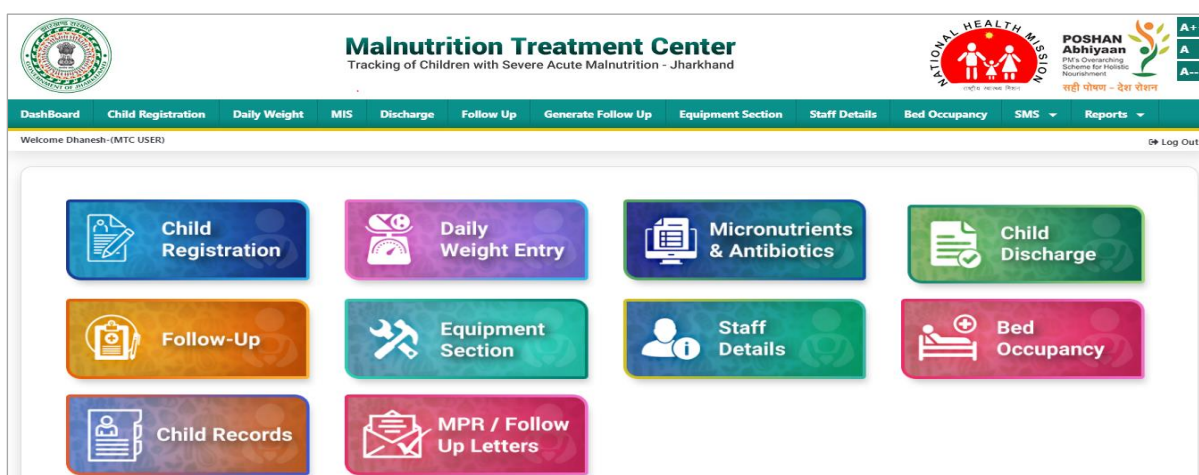 GOVERNMENT OF JHARKHAND
Malnutrition Treatment Center
Tracking of Children with Severe Acute Malnutrition - Jharkhand
NATIONAL HEALTH MISSION
POSHAN
Abhiyaan
PM's Overarching
Scheme for Holistic
Nourishment
सही पोषण - देश रोशन
A+
A
A--
DashBoard Child Registration Daily Weight MIS Discharge Follow Up Generate Follow Up Equipment Section Staff Details Bed Occupancy SMS Reports
Welcome Dhanesh-(MTC USER)
Log Out
Child
Registration
Daily
Weight Entry
Micronutrients
& Antibiotics
Child
Discharge
Follow-Up
Equipment
Section
Staff
Details
Bed
Occupancy
Child Records
MPR / Follow
Up Letters